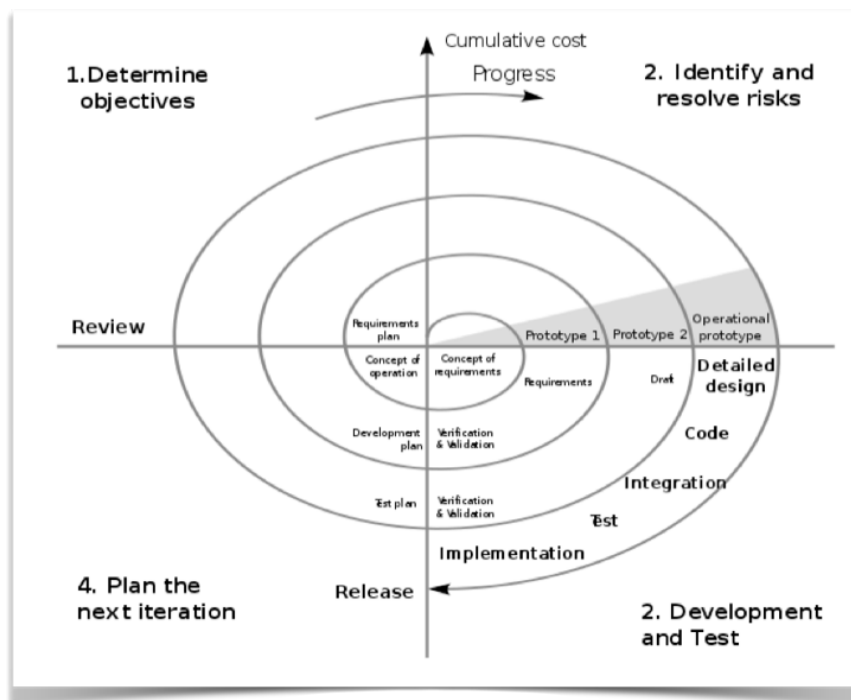 Cumulative cost
Progress
1.Determine
objectives
2. Identify and
resolve risks
Review
Requirements
plan
Prototype 1
Prototype 2
Operational
prototype
Concept of
operation
Concept of
requirements
Requirements
Draft
Detailed
design
Development
plan
Verification
& Validation
Code
Test plan
Verification
& Validation
Integration
Test
Implementation
4. Plan the
next iteration
Release
2. Development
and Test